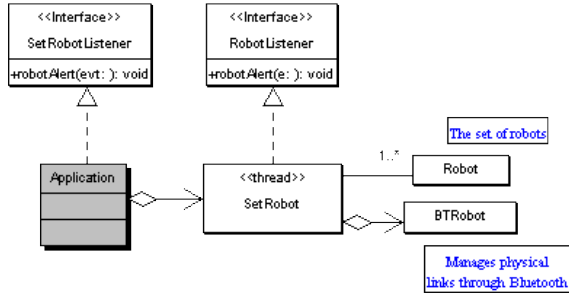 <<Interface>>
SetRobotListener
+robotAlert(evt: ): void
<<Interface>>
RobotListener
+robotAlert(e: ): void
The set of robots
Application
<<thread>>
SetRobot
1..*
Robot
BTRobot
Manages physical
links through Bluetooth